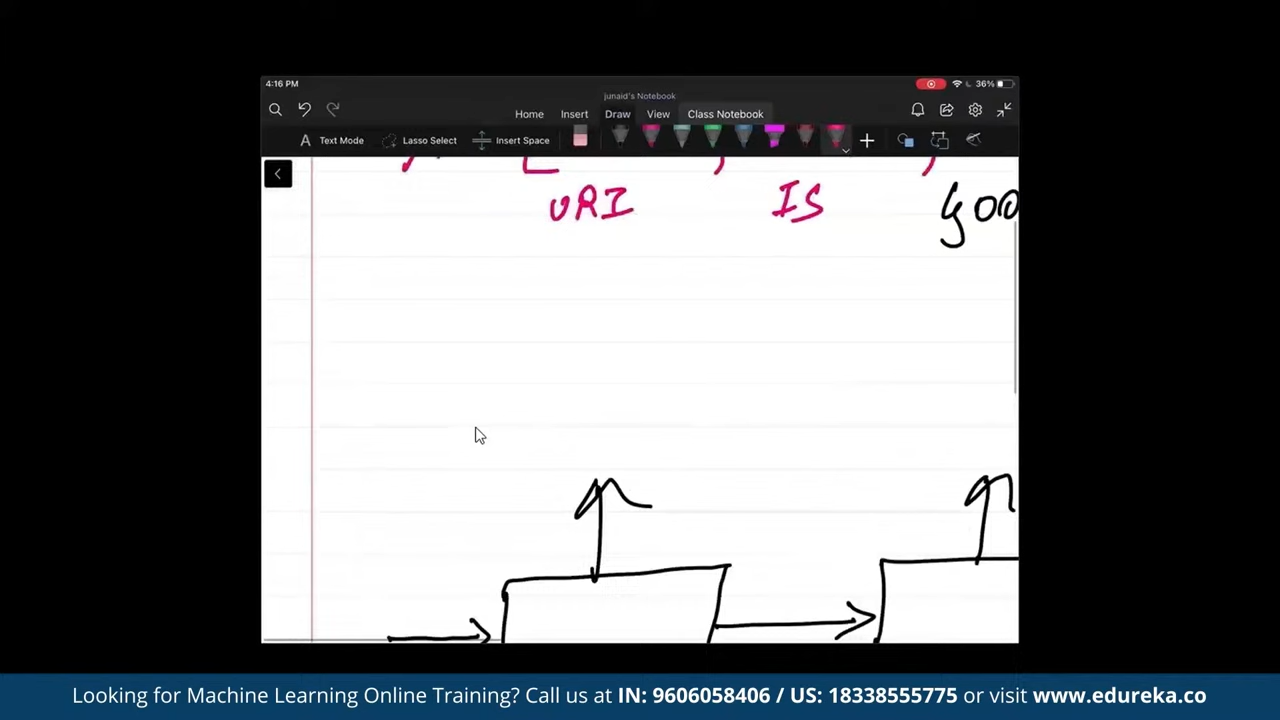 4:16 PM
36%
junaid's Notebook
Home Insert Draw View Class Notebook
A Text Mode Lasso Select Insert Space
URI IS
Looking for Machine Learning Online Training? Call us at IN: 9606058406 / US: 18338555775 or visit www.edureka.co